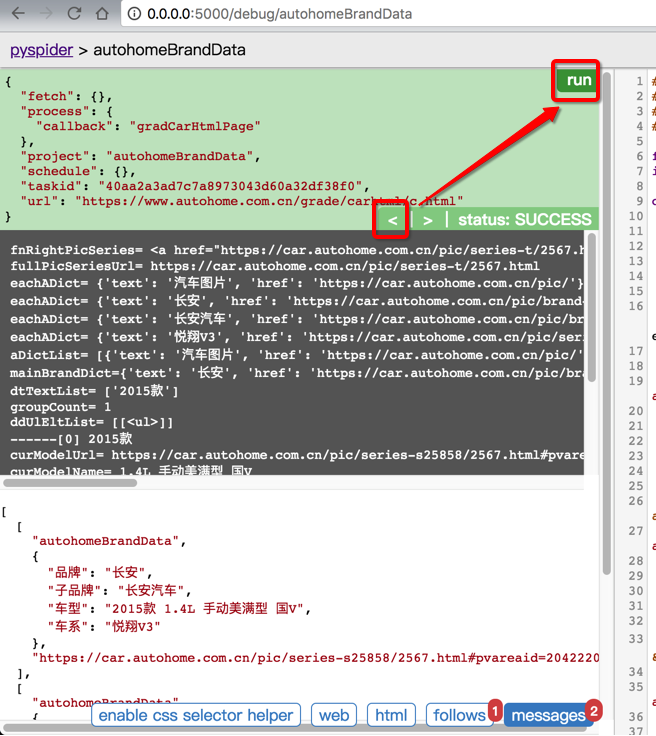 0.0.0.0:5000/debug/autohomeBrandData
pyspider > autohomeBrandData
run
{
"fetch": {},
"process": {
"callback": "gradCarHtmlPage"
},
"project": "autohomeBrandData",
"schedule": {},
"taskid": "40aa2a3ad7c7a8973043d60a32df38f0",
"url": "https://www.autohome.com.cn/grade/carhtml/c.html"
}
< | > | status: SUCCESS
fnRightPicSeries= <a href="https://car.autohome.com.cn/pic/series-t/2567.h
fullPicSeriesUrl= https://car.autohome.com.cn/pic/series-t/2567.html
eachADict= {'text': '汽车图片', 'href': 'https://car.autohome.com.cn/pic/'}
eachADict= {'text': '长安', 'href': 'https://car.autohome.com.cn/pic/brand-
eachADict= {'text': '长安汽车', 'href': 'https://car.autohome.com.cn/pic/br
eachADict= {'text': '悦翔V3', 'href': 'https://car.autohome.com.cn/pic/ser
aDictList= [{'text': '汽车图片', 'href': 'https://car.autohome.com.cn/pic/'
mainBrandDict={'text': '长安', 'href': 'https://car.autohome.com.cn/pic/bra
dtTextList= ['2015款']
groupCount= 1
ddUlEltList= [[<ul>]]
------[0] 2015款
curModelUrl= https://car.autohome.com.cn/pic/series-s25858/2567.html#pvare
curModelName= 1.4L 手动美满型 国V
[
[
"autohomeBrandData",
{
"品牌": "长安",
"子品牌": "长安汽车",
"车型": "2015款 1.4L 手动美满型 国V",
"车系": "悦翔V3"
},
"https://car.autohome.com.cn/pic/series-s25858/2567.html#pvareaid=2042220
],
[
"autohomeBrandData",
{
enable css selector helper web html follows 1 messages 2
1 #
2 #
3 #
4 #
5
6 f
7 i
8
9 c
10
11
12
13
14
15
16
e
17
18
19
a
20
21
22
23
24
25
26
a
27
a
28
29
30
31
32
33
&
34
35
a
36
37